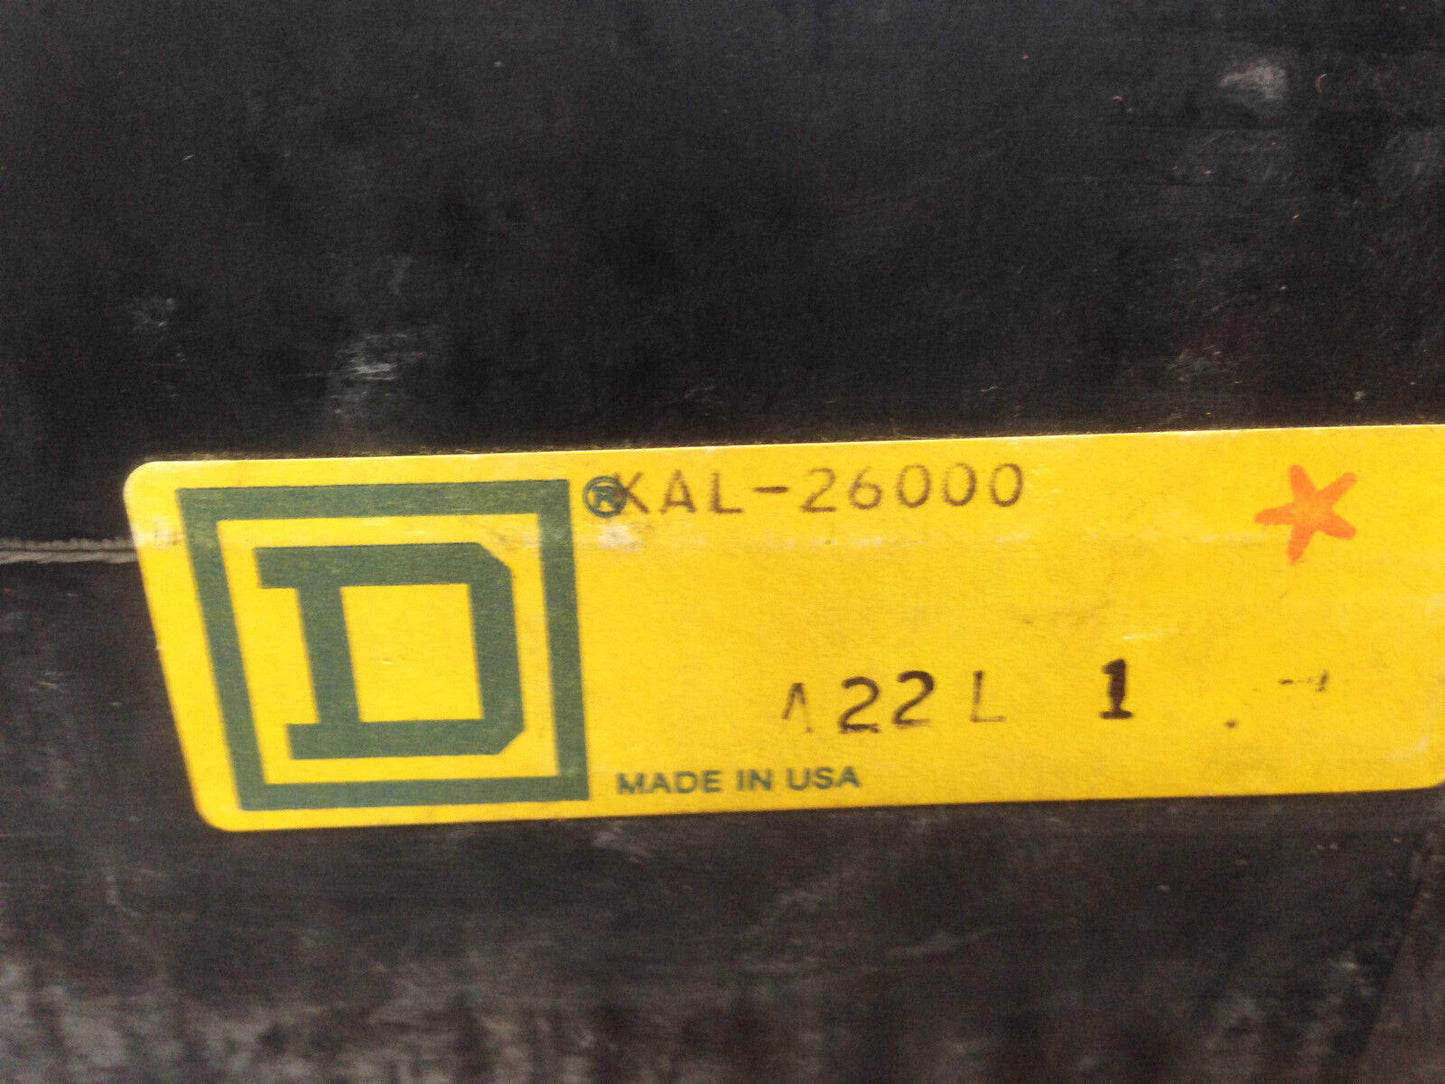 D ® KAL-26000
A22L 1
MADE IN USA